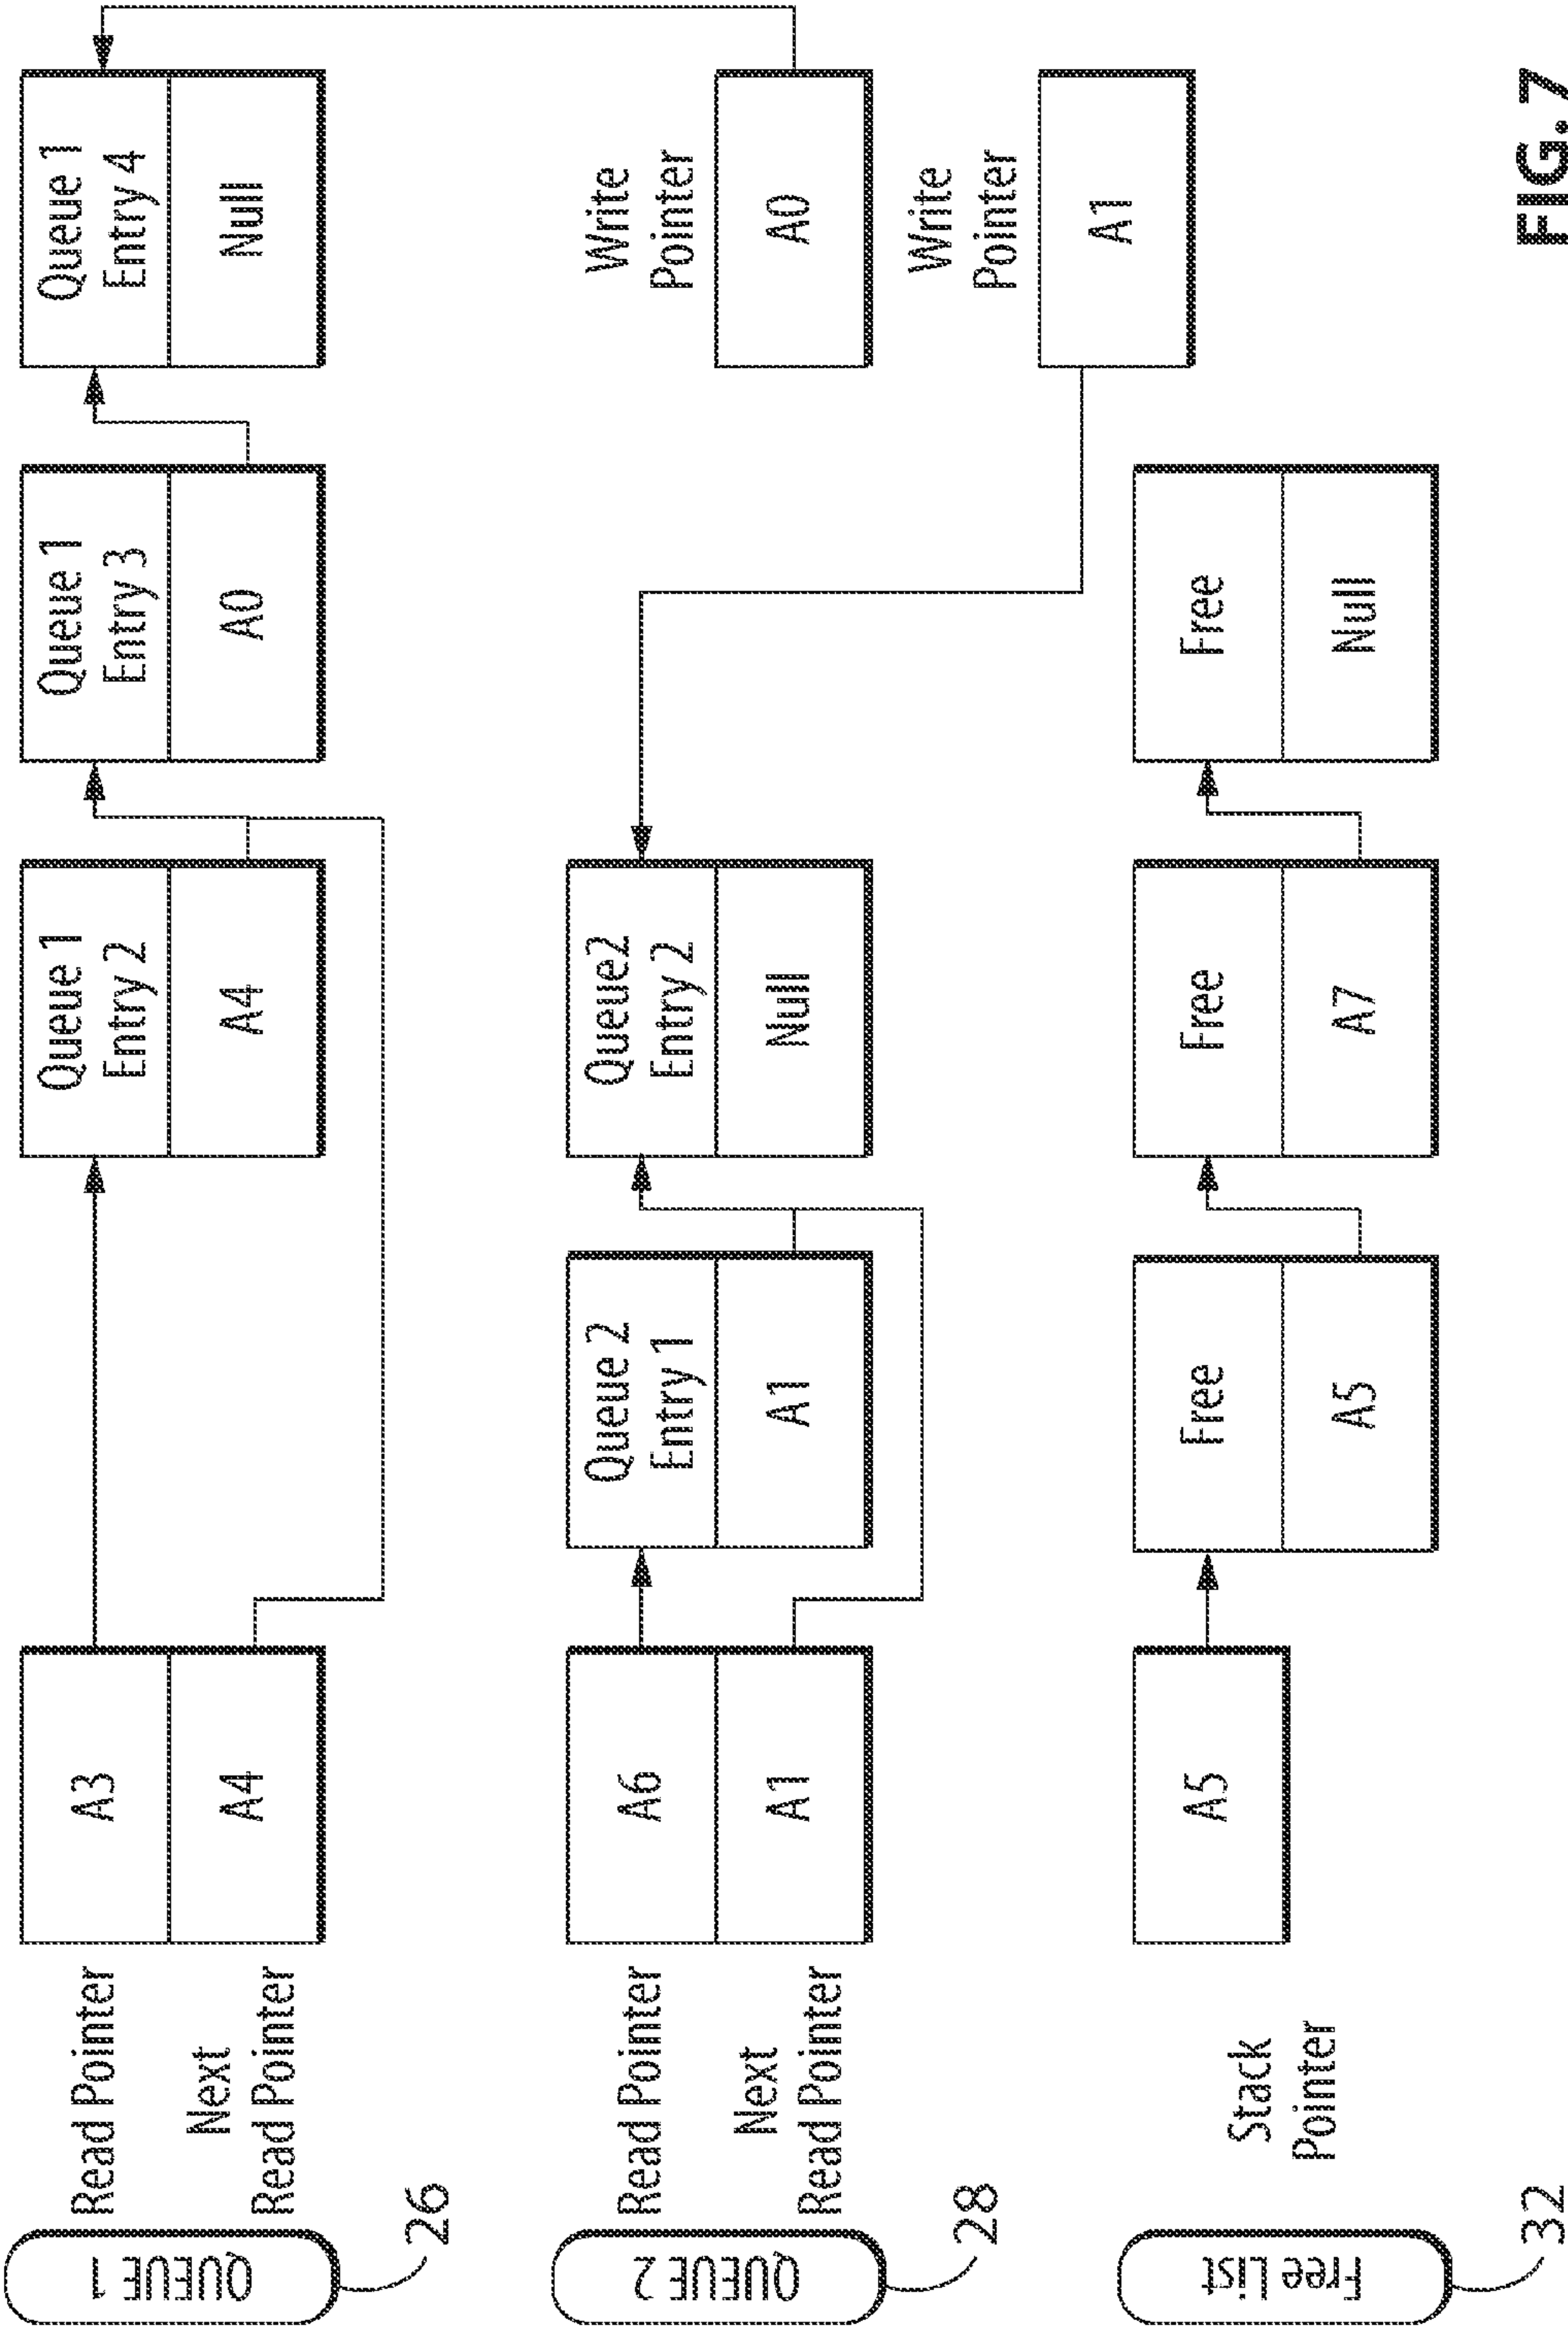 QUEUE 1
26
Read Pointer
Next
Read Pointer
A3
A4
Queue 1
Entry 2
A4
Queue 1
Entry 3
A0
Queue 1
Entry 4
Null
Write
Pointer
A0
QUEUE 2
28
Read Pointer
Next
Read Pointer
A6
A1
Queue 2
Entry 1
A1
Queue2
Entry 2
Null
Write
Pointer
A1
Free List
32
Stack
Pointer
A5
Free
A5
Free
A7
Free
Null
FIG. 7